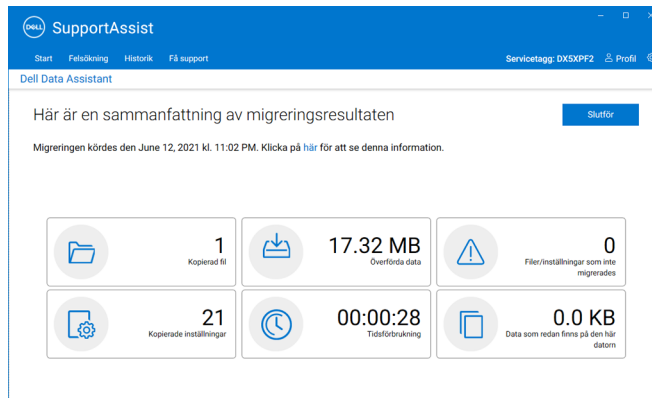 DELL SupportAssist
Start Felsökning Historik Få support Servicetagg: DX5XPF2 Profil
Dell Data Assistant
Här är en sammanfattning av migreringsresultaten
Slutför
Migreringen kördes den June 12, 2021 kl. 11:02 PM. Klicka på här för att se denna information.
1
Kopierad fil
17.32 MB
Överförda data
0
Filer/inställningar som inte
migrerades
21
Kopierade inställningar
00:00:28
Tidsförbrukning
0.0 KB
Data som redan finns på den här
datorn